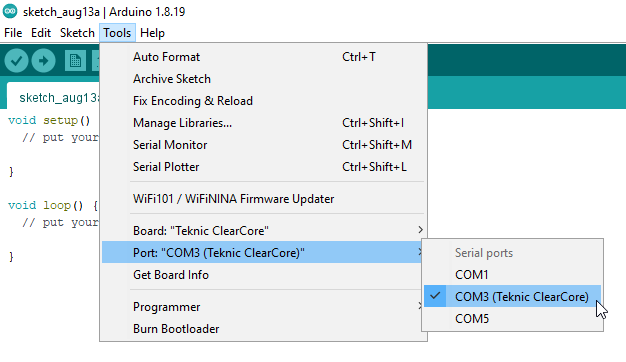 sketch_aug13a | Arduino 1.8.19
File Edit Sketch Tools Help
sketch_aug13a
Auto Format Ctrl+T
Archive Sketch
Fix Encoding & Reload
Manage Libraries... Ctrl+Shift+I
Serial Monitor Ctrl+Shift+M
Serial Plotter Ctrl+Shift+L
WiFi101 / WiFiNINA Firmware Updater
Board: "Teknic ClearCore"
Port: "COM3 (Teknic ClearCore)"
Get Board Info
Programmer
Burn Bootloader
Serial ports
COM1
COM3 (Teknic ClearCore)
COM5
void setup()
// put your
}
void loop() {
// put your
}